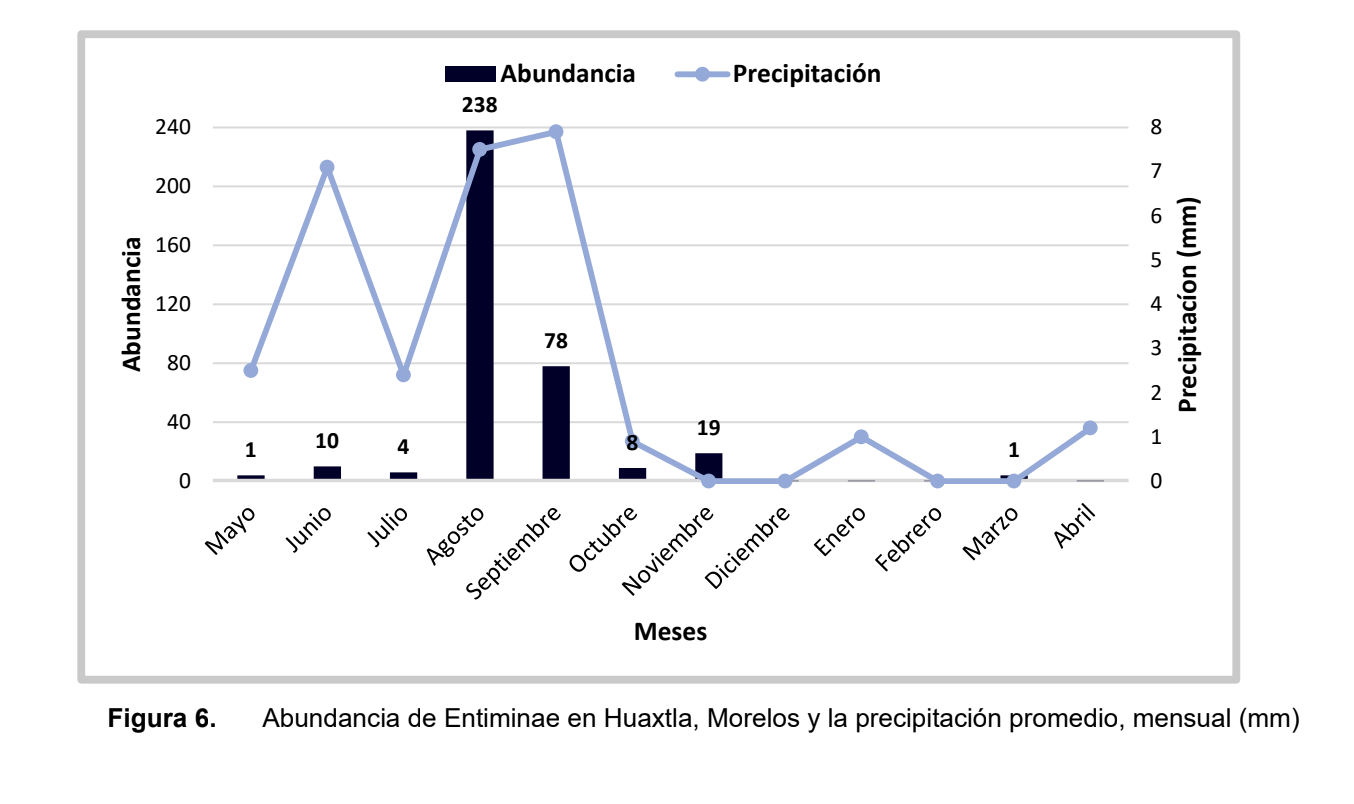 Abundancia Precipitación
238
240 8
7
200
6
160
5
120 4
3
80
2
40
1
0 0
Abundancia
Precipitacíon (mm)
1 10 4 78 8 19 1
Mayo Junio Julio Agosto Septiembre Octubre Noviembre Diciembre Enero Febrero Marzo Abril
Meses
Figura 6. Abundancia de Entiminae en Huaxtla, Morelos y la precipitación promedio, mensual (mm)